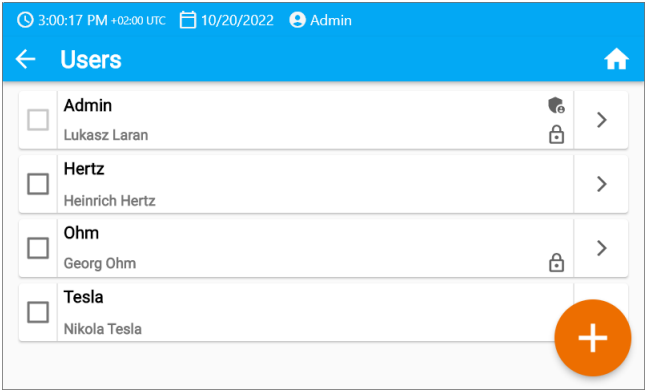 3:00:17 PM +02:00 UTC 10/20/2022 Admin
Users
Admin
Lukasz Laran
Hertz
Heinrich Hertz
Ohm
Georg Ohm
Tesla
Nikola Tesla